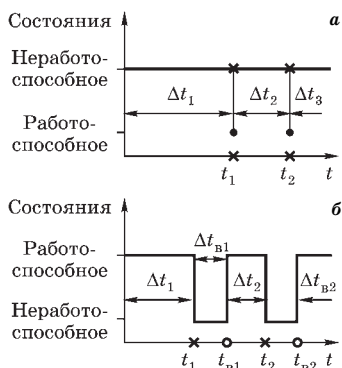 Состояния
а
Неработо-
способное
Δt1 Δt2 Δt3
Работо-
способное
t1 t2 t
Состояния
б
Δtв1
Работо-
способное
Δt1 Δt2 Δtв2
Неработо-
способное
t1 tв1 t2 tв2 t